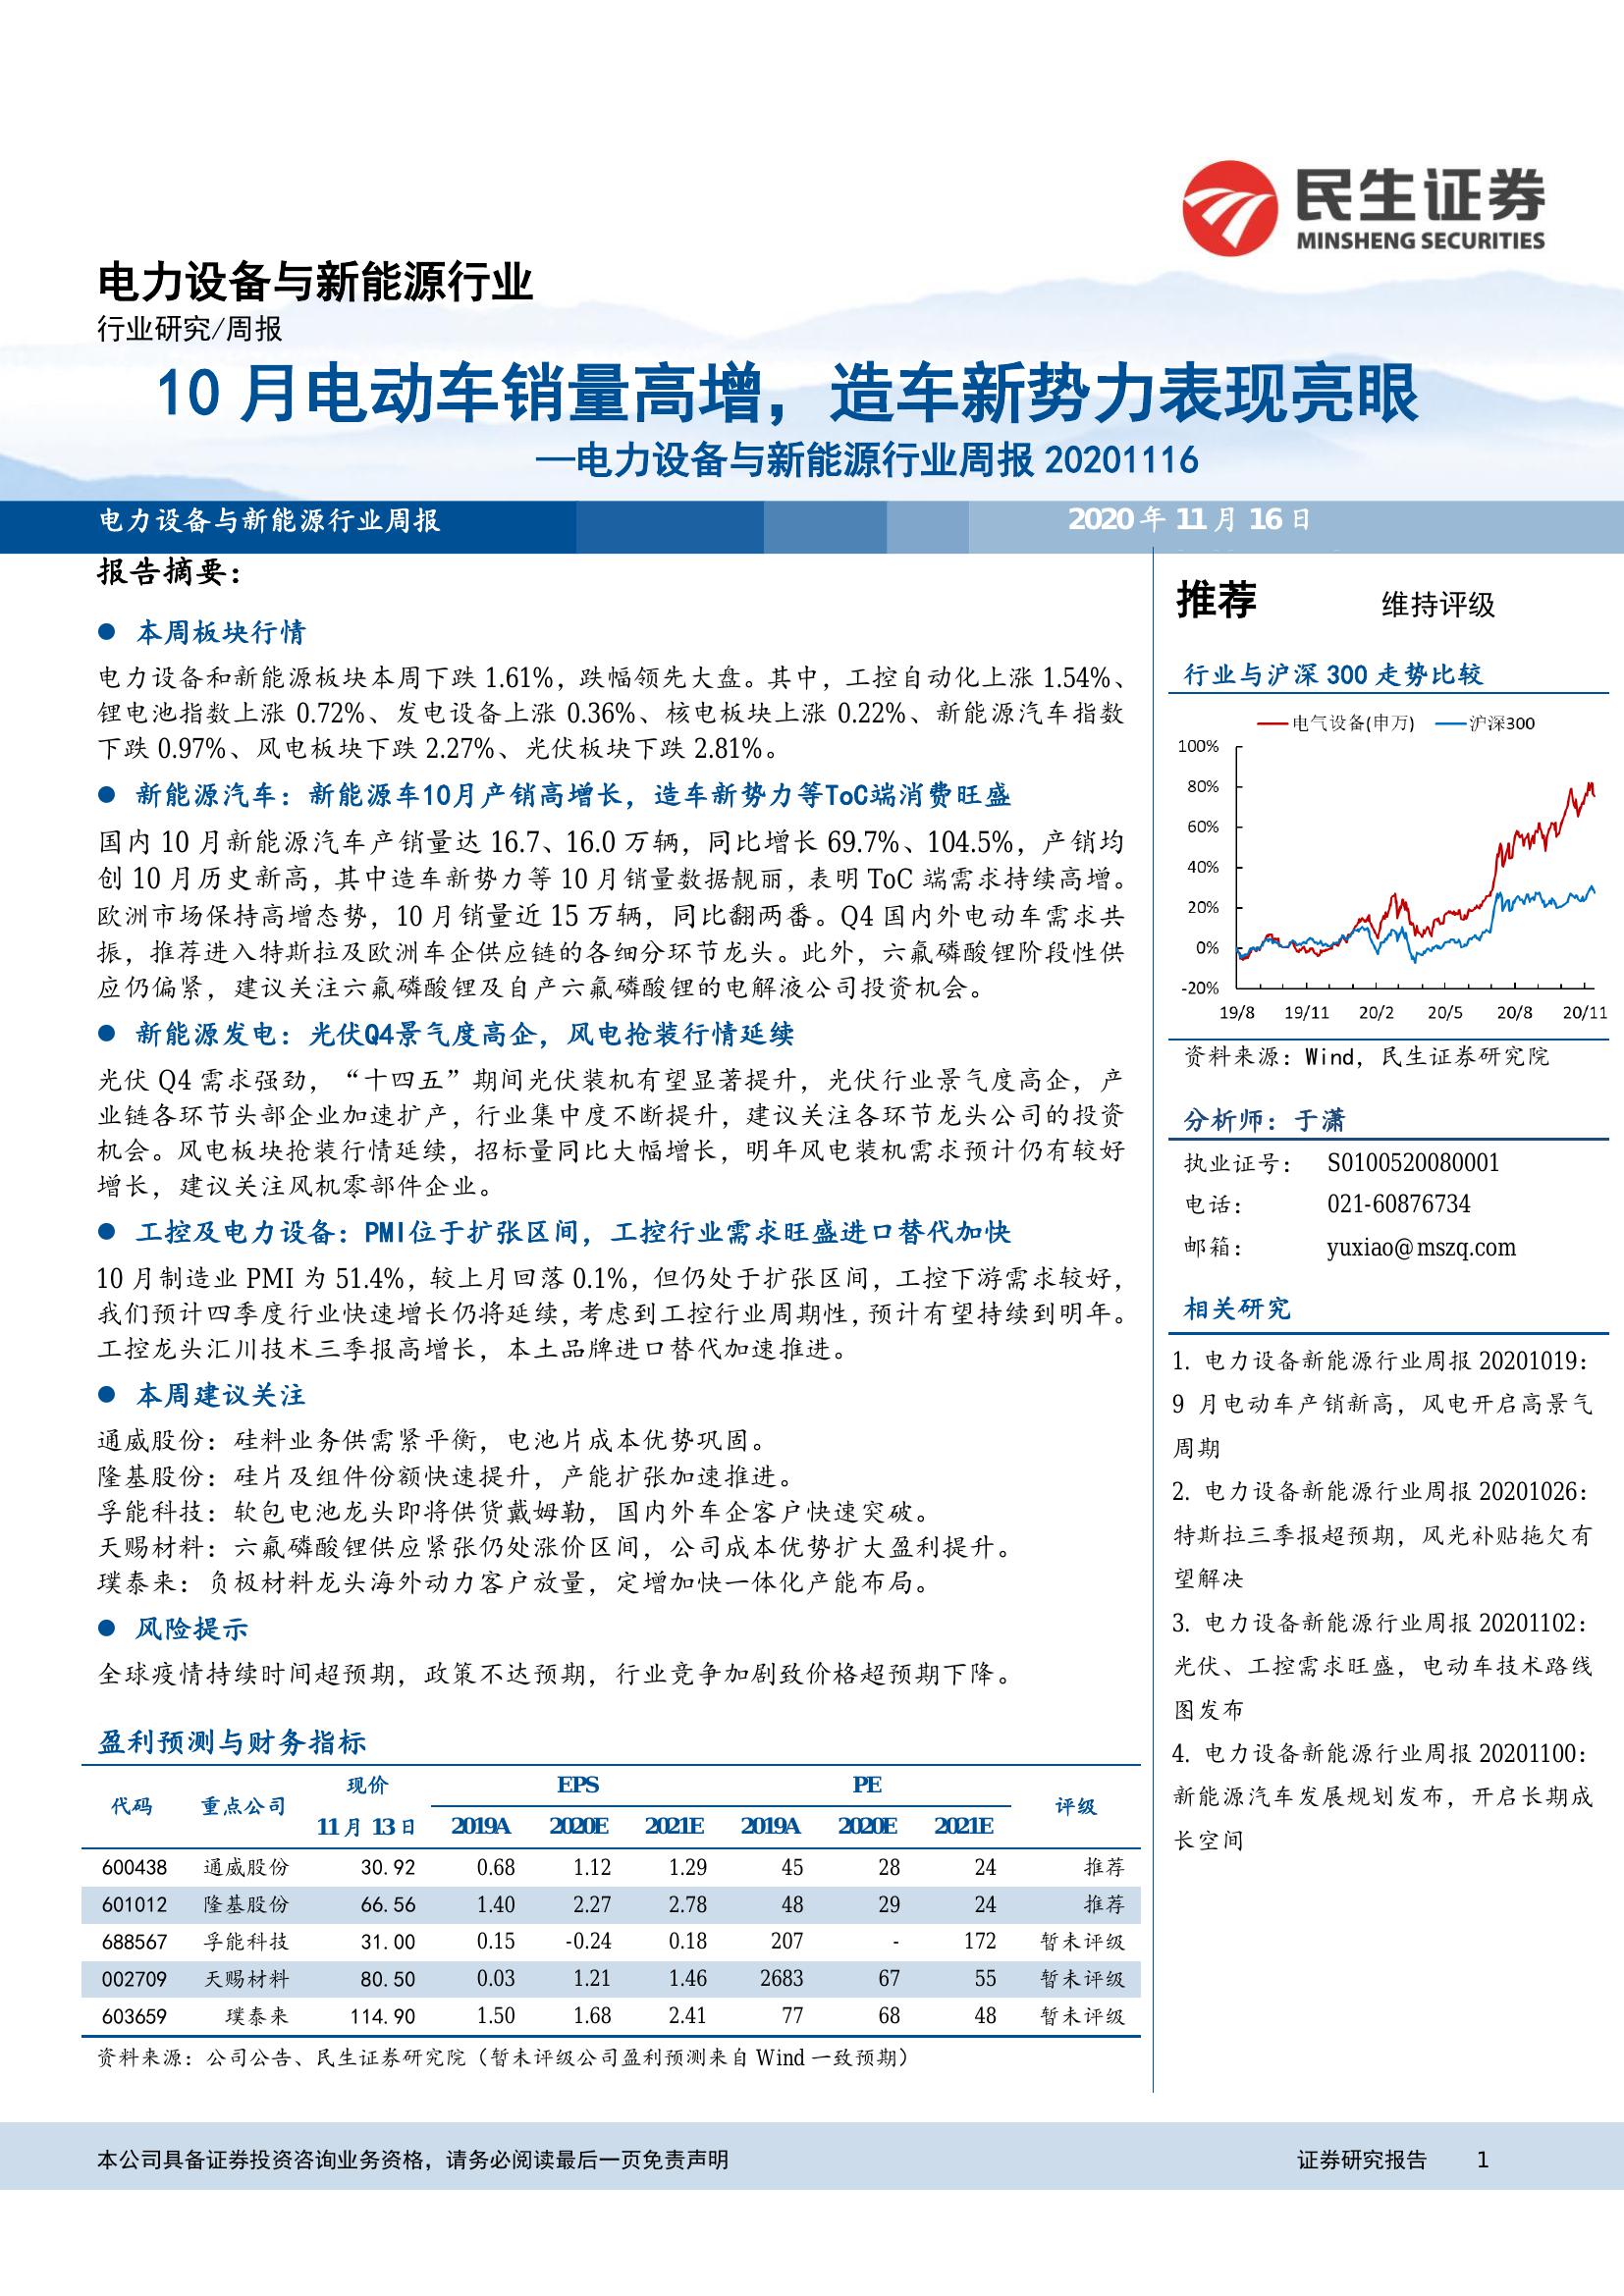 民生证券
MINSHENG SECURITIES
电力设备与新能源行业
行业研究/周报
10 月电动车销量高增，造车新势力表现亮眼
—电力设备与新能源行业周报 20201116
电力设备与新能源行业周报
2020 年 11 月 16 日
报告摘要：
● 本周板块行情
电力设备和新能源板块本周下跌 1.61%，跌幅领先大盘。其中，工控自动化上涨 1.54%、
锂电池指数上涨 0.72%、发电设备上涨 0.36%、核电板块上涨 0.22%、新能源汽车指数
下跌 0.97%、风电板块下跌 2.27%、光伏板块下跌 2.81%。
● 新能源汽车：新能源车10月产销高增长，造车新势力等ToC端消费旺盛
国内 10 月新能源汽车产销量达 16.7、16.0 万辆，同比增长 69.7%、104.5%，产销均
创 10 月历史新高，其中造车新势力等 10 月销量数据靓丽，表明 ToC 端需求持续高增。
欧洲市场保持高增态势，10 月销量近 15 万辆，同比翻两番。Q4 国内外电动车需求共
振，推荐进入特斯拉及欧洲车企供应链的各细分环节龙头。此外，六氟磷酸锂阶段性供
应仍偏紧，建议关注六氟磷酸锂及自产六氟磷酸锂的电解液公司投资机会。
● 新能源发电：光伏Q4景气度高企，风电抢装行情延续
光伏 Q4 需求强劲，“十四五”期间光伏装机有望显著提升，光伏行业景气度高企，产
业链各环节头部企业加速扩产，行业集中度不断提升，建议关注各环节龙头公司的投资
机会。风电板块抢装行情延续，招标量同比大幅增长，明年风电装机需求预计仍有较好
增长，建议关注风机零部件企业。
● 工控及电力设备：PMI位于扩张区间，工控行业需求旺盛进口替代加快
10 月制造业 PMI 为 51.4%，较上月回落 0.1%，但仍处于扩张区间，工控下游需求较好，
我们预计四季度行业快速增长仍将延续，考虑到工控行业周期性，预计有望持续到明年。
工控龙头汇川技术三季报高增长，本土品牌进口替代加速推进。
● 本周建议关注
通威股份：硅料业务供需紧平衡，电池片成本优势巩固。
隆基股份：硅片及组件份额快速提升，产能扩张加速推进。
孚能科技：软包电池龙头即将供货戴姆勒，国内外车企客户快速突破。
天赐材料：六氟磷酸锂供应紧张仍处涨价区间，公司成本优势扩大盈利提升。
璞泰来：负极材料龙头海外动力客户放量，定增加快一体化产能布局。
● 风险提示
全球疫情持续时间超预期，政策不达预期，行业竞争加剧致价格超预期下降。
盈利预测与财务指标
代码 重点公司 现价 EPS PE 评级
11 月 13 日 2019A 2020E 2021E 2019A 2020E 2021E
600438 通威股份 30.92 0.68 1.12 1.29 45 28 24 推荐
601012 隆基股份 66.56 1.40 2.27 2.78 48 29 24 推荐
688567 孚能科技 31.00 0.15 -0.24 0.18 207 - 172 暂未评级
002709 天赐材料 80.50 0.03 1.21 1.46 2683 67 55 暂未评级
603659 璞泰来 114.90 1.50 1.68 2.41 77 68 48 暂未评级
资料来源：公司公告、民生证券研究院（暂未评级公司盈利预测来自 Wind 一致预期）
推荐 维持评级
行业与沪深 300 走势比较
电气设备(申万) 沪深300
100%
80%
60%
40%
20%
0%
-20%
19/8 19/11 20/2 20/5 20/8 20/11
资料来源：Wind，民生证券研究院
分析师：于潇
执业证号： S0100520080001
电话： 021-60876734
邮箱： yuxiao@mszq.com
相关研究
1. 电力设备新能源行业周报 20201019：
9 月电动车产销新高，风电开启高景气
周期
2. 电力设备新能源行业周报 20201026：
特斯拉三季报超预期，风光补贴拖欠有
望解决
3. 电力设备新能源行业周报 20201102：
光伏、工控需求旺盛，电动车技术路线
图发布
4. 电力设备新能源行业周报 20201100：
新能源汽车发展规划发布，开启长期成
长空间
本公司具备证券投资咨询业务资格，请务必阅读最后一页免责声明
证券研究报告 1